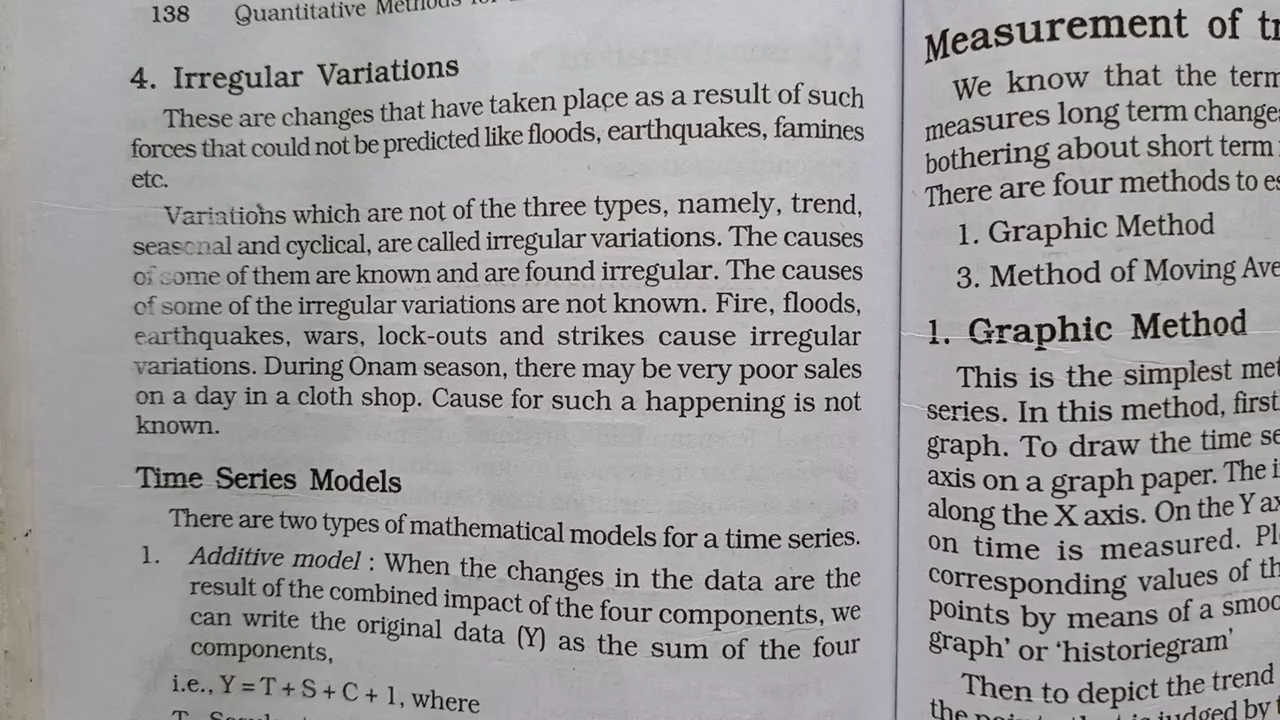 138 Quantitative Methods
4. Irregular Variations
These are changes that have taken place as a result of such
forces that could not be predicted like floods, earthquakes, famines
etc.
Variations which are not of the three types, namely, trend,
seasonal and cyclical, are called irregular variations. The causes
of some of them are known and are found irregular. The causes
of some of the irregular variations are not known. Fire, floods,
earthquakes, wars, lock-outs and strikes cause irregular
variations. During Onam season, there may be very poor sales
on a day in a cloth shop. Cause for such a happening is not
known.
Time Series Models
There are two types of mathematical models for a time series.
1. Additive model : When the changes in the data are the
result of the combined impact of the four components, we
can write the original data (Y) as the sum of the four
components,
i.e., Y = T + S + C + 1, where
Measurement of
We know that the term
measures long term
bothering about short term
There are four methods to
1. Graphic Method
3. Method of Moving
1. Graphic Method
This is the simplest
series. In this method, first
graph. To draw the time
axis on a graph paper. The
along the X axis. On the Y
on time is measured.
corresponding values of
points by means of a
graph' or 'historiegram'
Then to depict the trend
the judged by